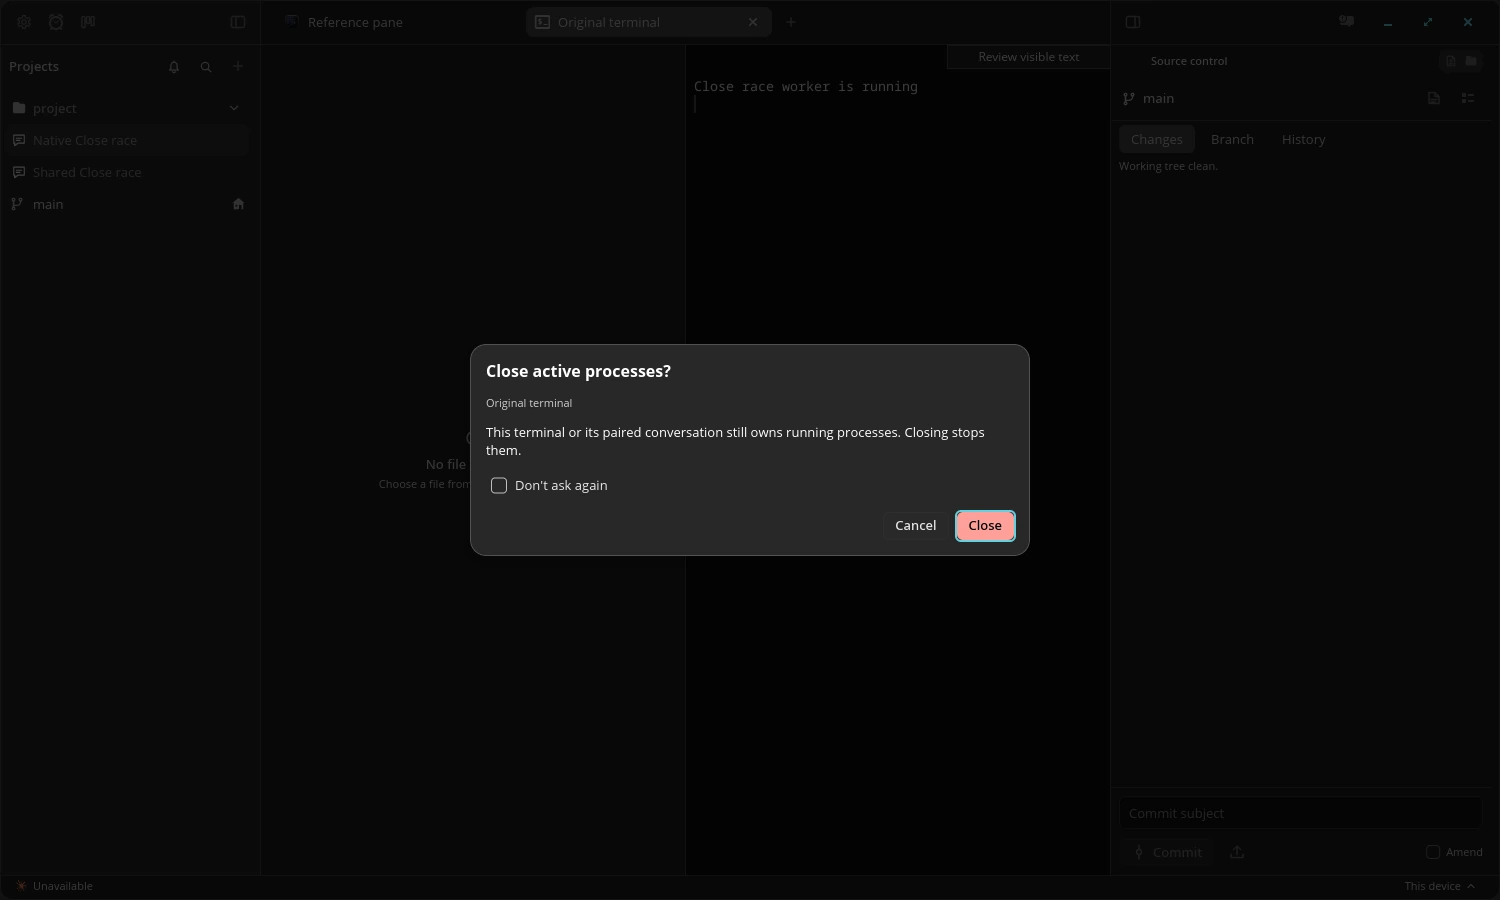 Reference pane
Original terminal
Projects
project
Native Close race
Shared Close race
main
Review visible text
Close race worker is running
Source control
main
Changes
Branch
History
Working tree clean.
No file
Choose a file from
Close active processes?
Original terminal
This terminal or its paired conversation still owns running processes. Closing stops
them.
Don't ask again
Cancel
Close
Commit subject
Commit
Amend
Unavailable
This device